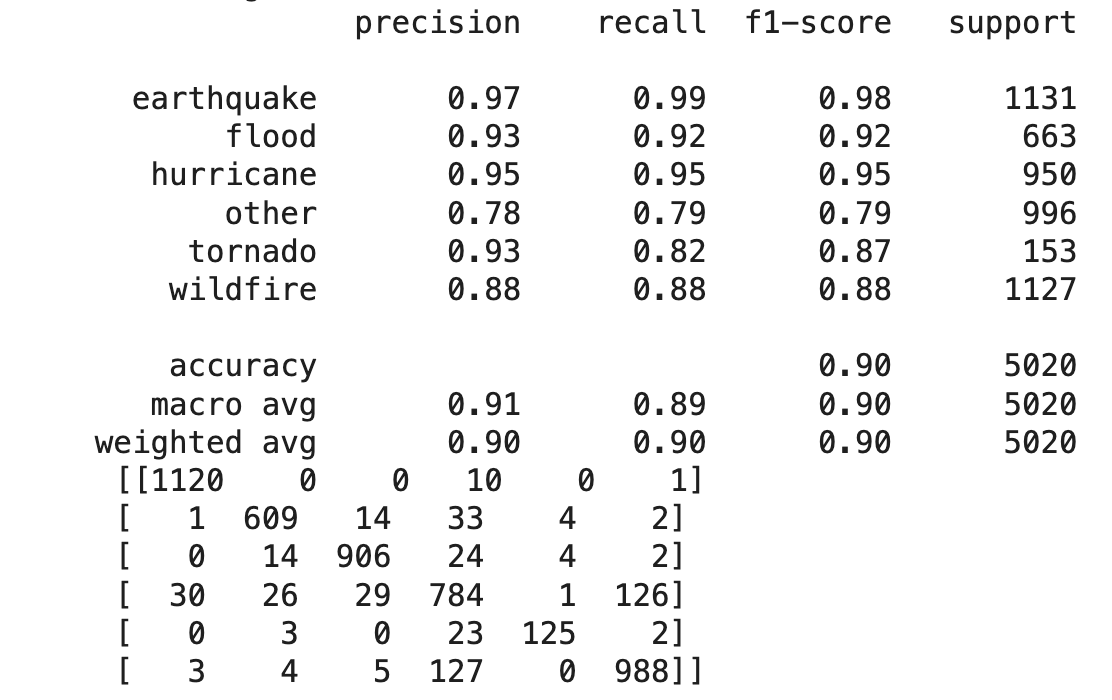 precision recall f1-score support
earthquake 0.97 0.99 0.98 1131
flood 0.93 0.92 0.92 663
hurricane 0.95 0.95 0.95 950
other 0.78 0.79 0.79 996
tornado 0.93 0.82 0.87 153
wildfire 0.88 0.88 0.88 1127
accuracy 0.90 5020
macro avg 0.91 0.89 0.90 5020
weighted avg 0.90 0.90 0.90 5020
[[1120 0 0 10 0 1]
[ 1 609 14 33 4 2]
[ 0 14 906 24 4 2]
[ 30 26 29 784 1 126]
[ 0 3 0 23 125 2]
[ 3 4 5 127 0 988]]